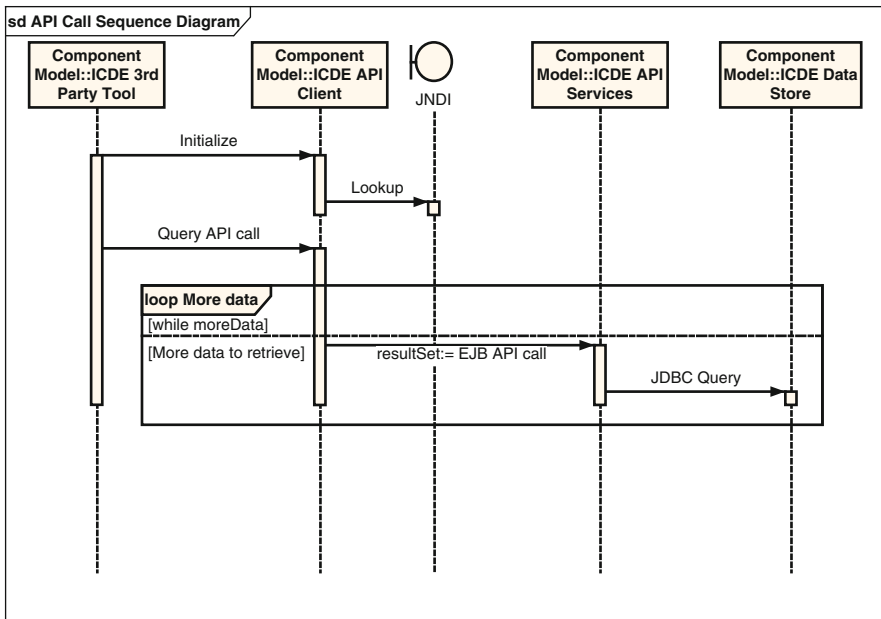 sd API Call Sequence Diagram
Component
Model::ICDE 3rd
Party Tool
Component
Model::ICDE API
Client
JNDI
Component
Model::ICDE API
Services
Component
Model::ICDE Data
Store
Initialize
Lookup
Query API call
loop More data
[while moreData]
[More data to retrieve]
resultSet:= EJB API call
JDBC Query